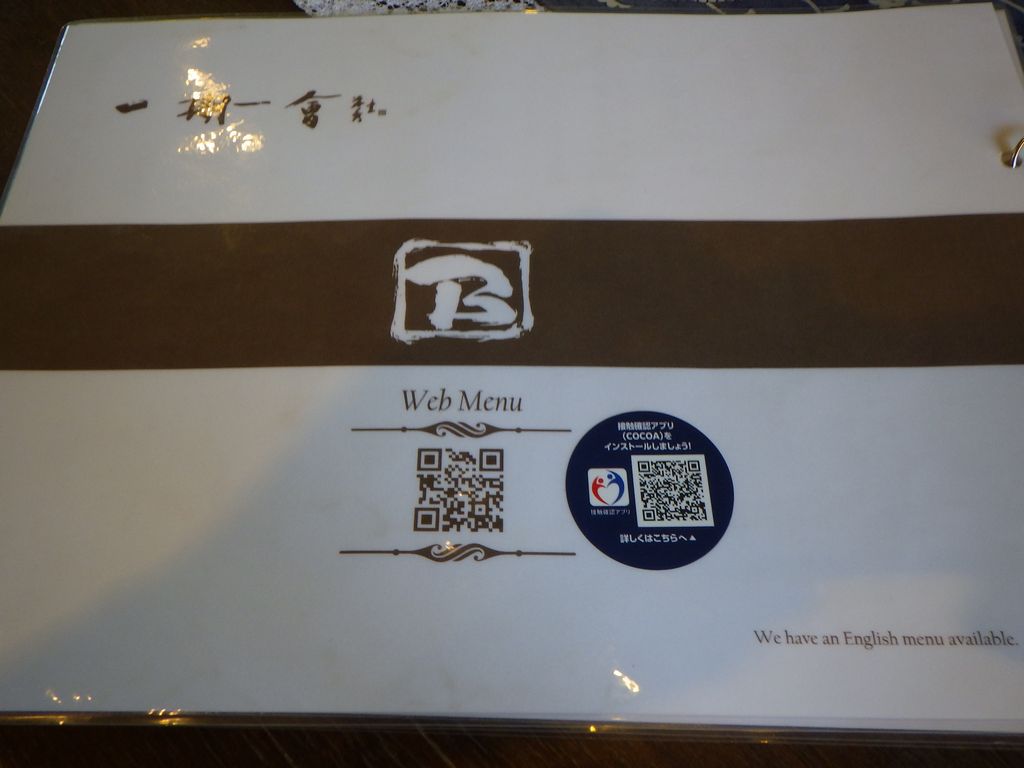 一期一會
B
Web Menu
接触確認アプリ
(COCOA)を
インストールしましょう!
接触確認アプリ
詳しくはこちらへ▲
We have an English menu available.